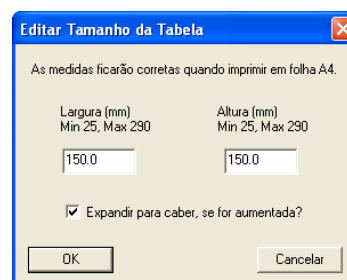 Editar Tamanho da Tabela
As medidas ficarão corretas quando imprimir em folha A4.
Largura (mm) Altura (mm)
Min 25, Max 290 Min 25, Max 290
150.0 150.0
Expandir para caber, se for aumentada?
OK Cancelar